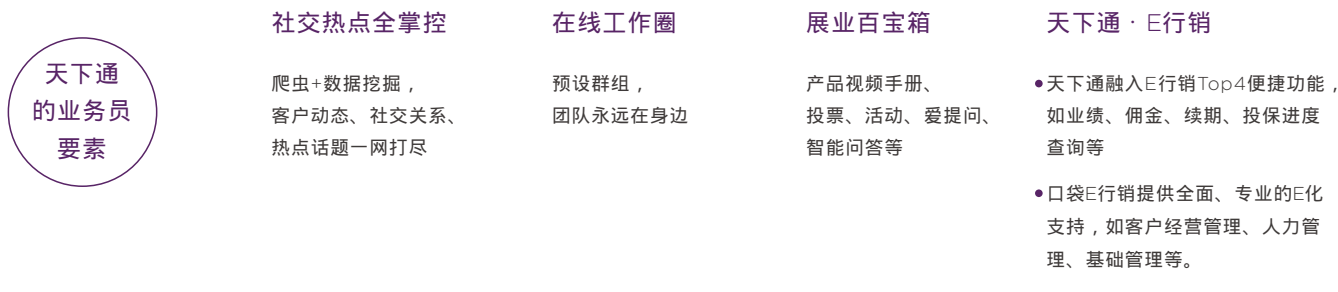 天下通
的业务员
要素
社交热点全掌控
爬虫+数据挖掘，
客户动态、社交关系、
热点话题一网打尽
在线工作圈
预设群组，
团队永远在身边
展业百宝箱
产品视频手册、
投票、活动、爱提问、
智能问答等
天下通·E行销
●天下通融入E行销Top4便捷功能，
如业绩、佣金、续期、投保进度
查询等
●口袋E行销提供全面、专业的E化
支持，如客户经营管理、人力管
理、基础管理等。